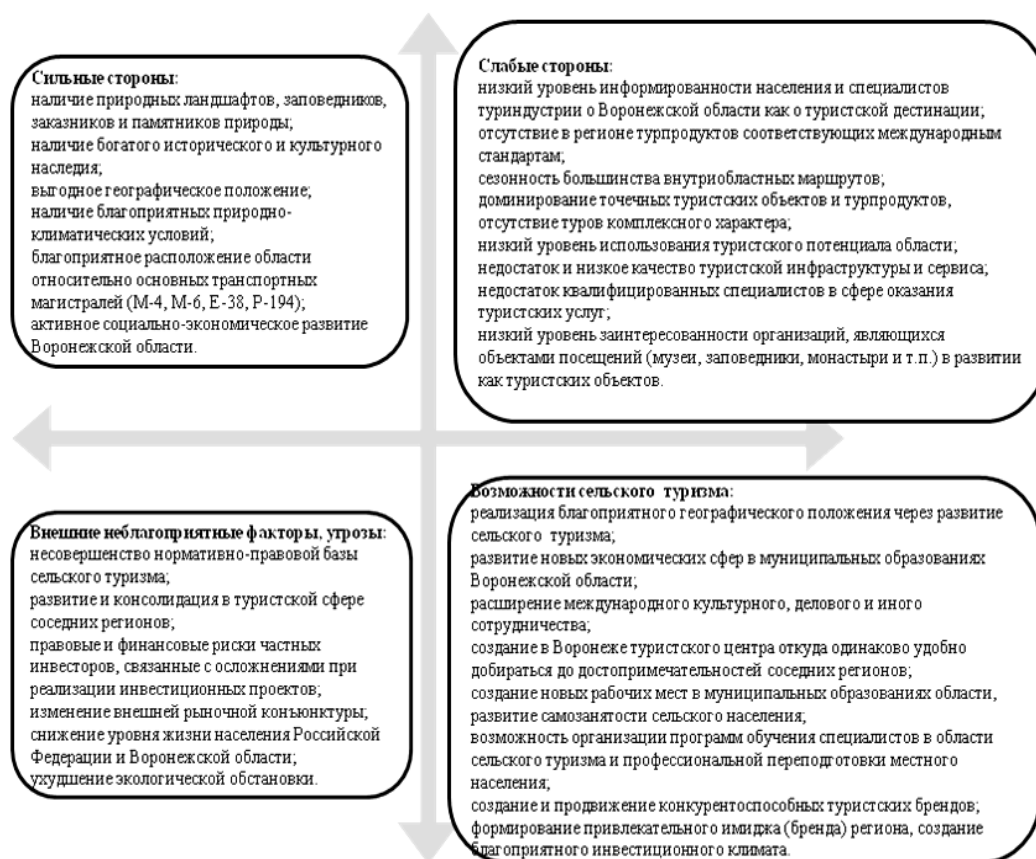 Сильные стороны:
наличие природных ландшафтов, заповедников,
заказников и памятников природы;
наличие богатого исторического и культурного
наследия;
выгодное географическое положение;
наличие благоприятных природно-
климатических условий;
благоприятное расположение области
относительно основных транспортных
магистралей (М-4, М-6, Е-38, Р-194);
активное социально-экономическое развитие
Воронежской области.
Слабые стороны:
низкий уровень информированности населения и специалистов
туриндустрии о Воронежской области как о туристской дестинации;
отсутствие в регионе турпродуктов соответствующих международным
стандартам;
сезонность большинства внутриобластных маршрутов;
доминирование точечных туристских объектов и турпродуктов,
отсутствие туров комплексного характера;
низкий уровень использования туристского потенциала области;
недостаток и низкое качество туристской инфраструктуры и сервиса;
недостаток квалифицированных специалистов в сфере оказания
туристских услуг;
низкий уровень заинтересованности организаций, являющихся
объектами посещений (музеи, заповедники, монастыри и т.п.) в развитии
как туристских объектов.
Внешние неблагоприятные факторы, угрозы:
несовершенство нормативно-правовой базы
сельского туризма;
развитие и консолидация в туристской сфере
соседних регионов;
правовые и финансовые риски частных
инвесторов, связанные с осложнениями при
реализации инвестиционных проектов;
изменение внешней рыночной конъюнктуры;
снижение уровня жизни населения Российской
Федерации и Воронежской области;
ухудшение экологической обстановки.
Возможности сельского туризма:
реализация благоприятного географического положения через развитие
сельского туризма;
развитие новых экономических сфер в муниципальных образованиях
Воронежской области;
расширение международного культурного, делового и иного
сотрудничества;
создание в Воронеже туристского центра откуда одинаково удобно
добираться до достопримечательностей соседних регионов;
создание новых рабочих мест в муниципальных образованиях области,
развитие самозанятости сельского населения;
возможность организации программ обучения специалистов в области
сельского туризма и профессиональной переподготовки местного
населения;
создание и продвижение конкурентоспособных туристских брендов;
формирование привлекательного имиджа (бренда) региона, создание
благоприятного инвестиционного климата.